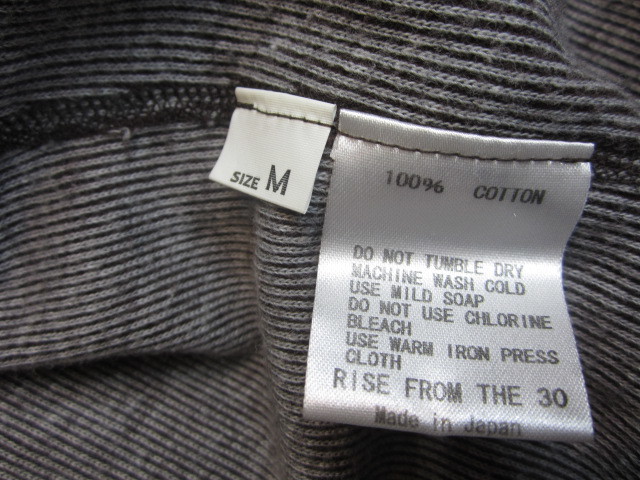 SIZE M
100% COTTON
DO NOT TUMBLE DRY
MACHINE WASH COLD
USE MILD SOAP
DO NOT USE CHLORINE
BLEACH
USE WARM IRON PRESS
CLOTH
RISE FROM THE 30
Made in Japan